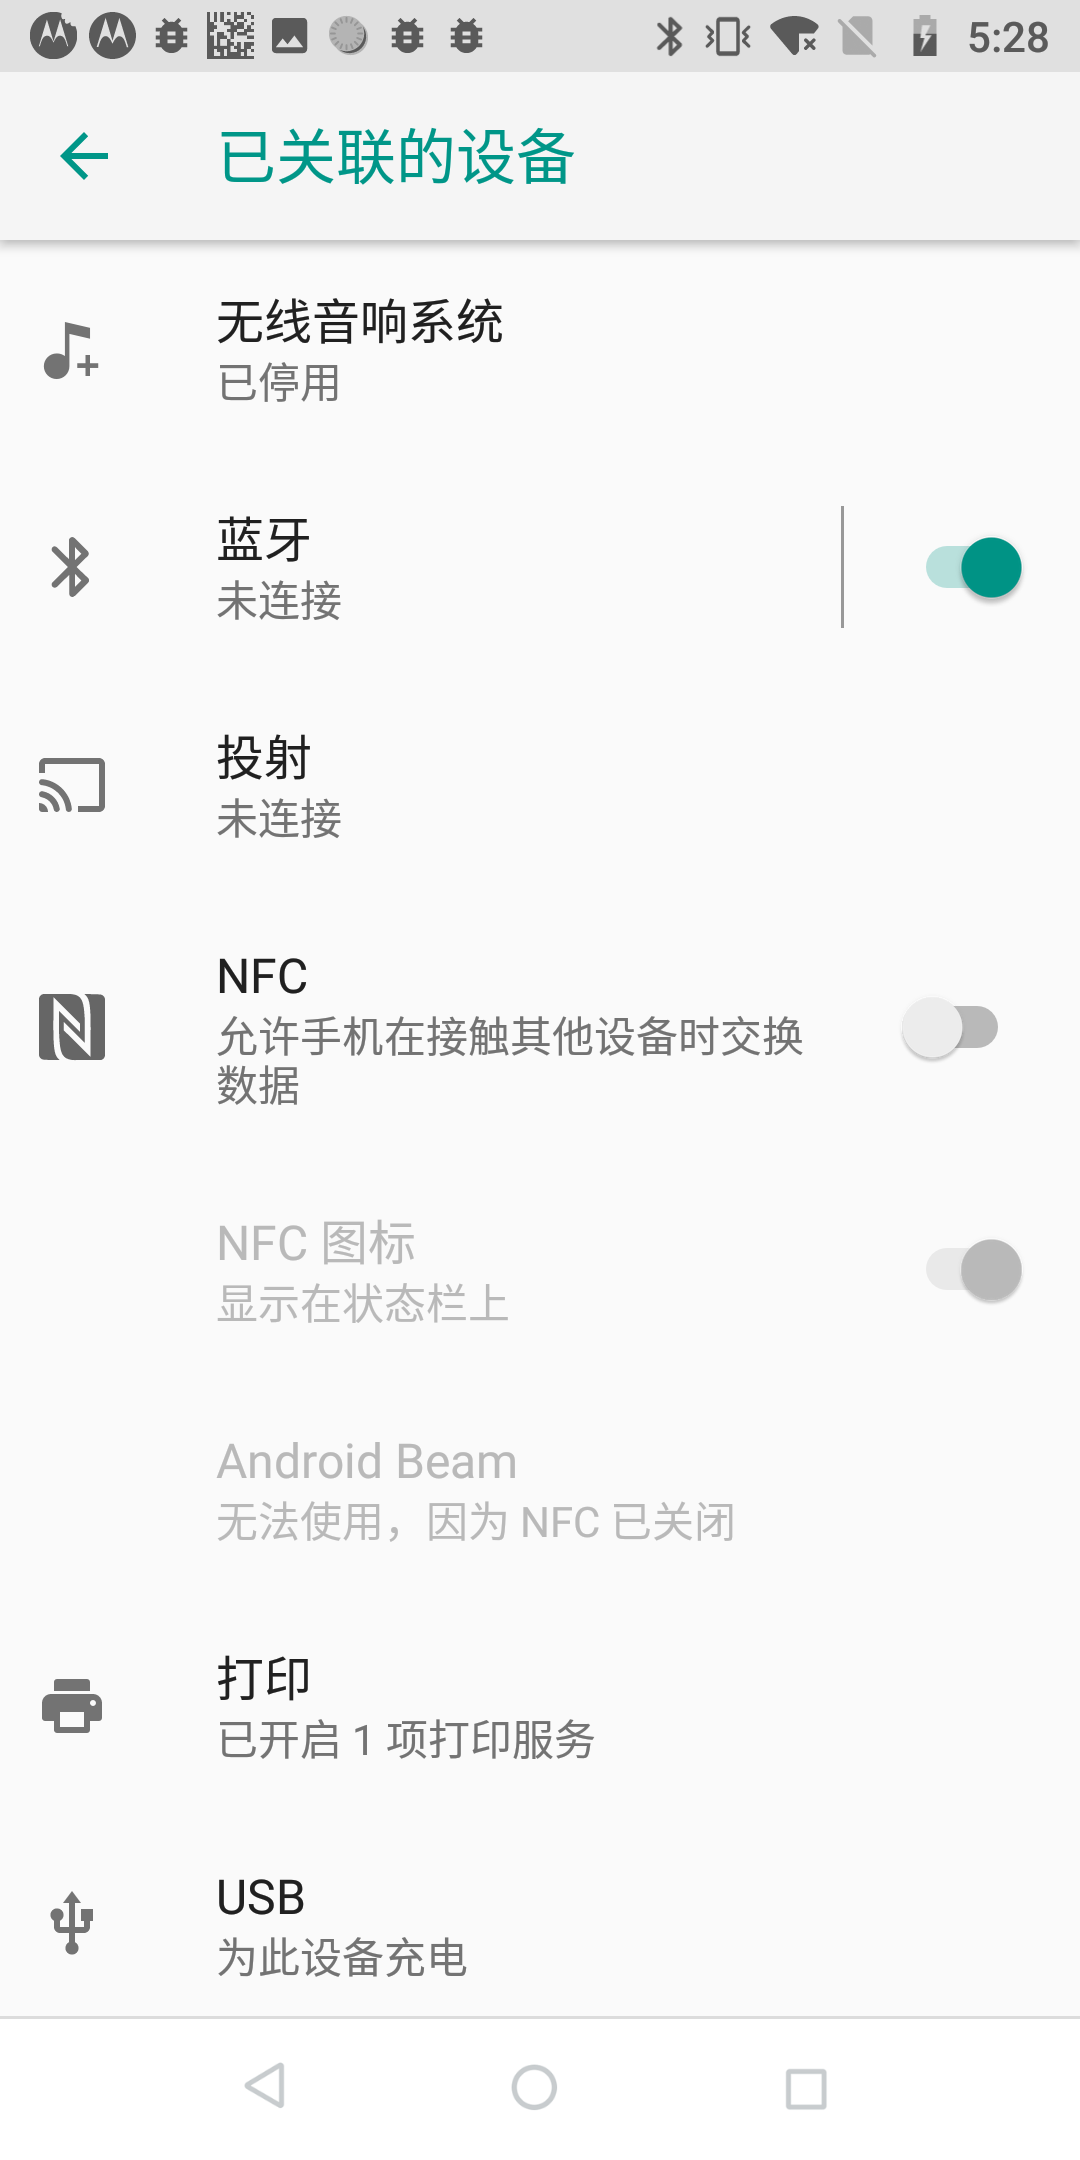 5:28
已关联的设备
无线音响系统
已停用
蓝牙
未连接
投射
未连接
NFC
允许手机在接触其他设备时交换
数据
NFC 图标
显示在状态栏上
Android Beam
无法使用，因为 NFC 已关闭
打印
已开启 1 项打印服务
USB
为此设备充电